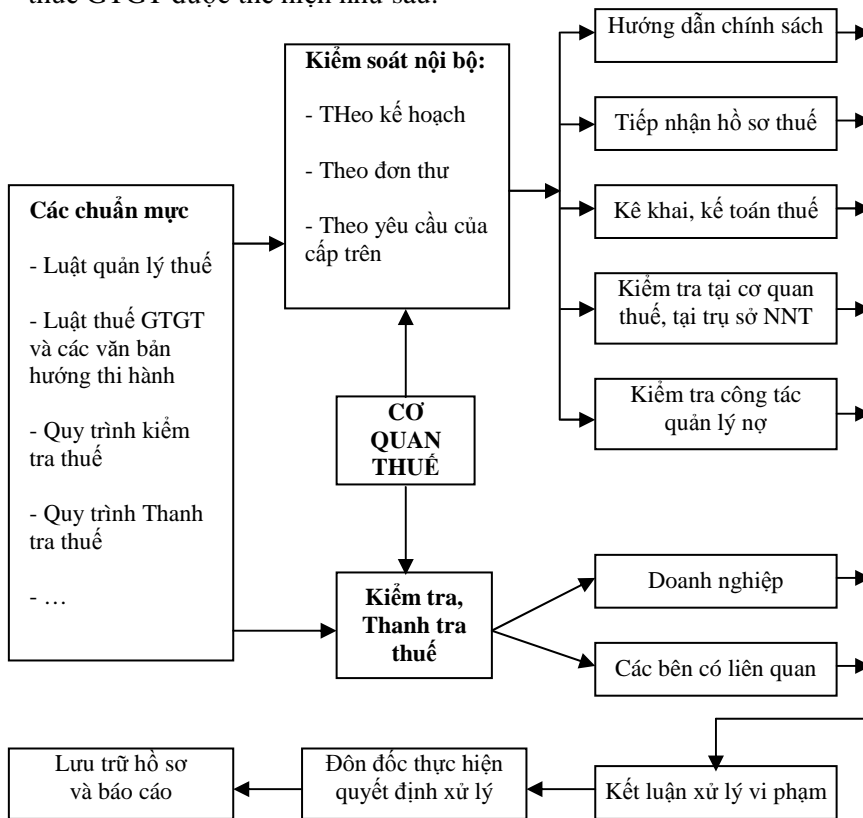 thuế GTGT được thể hiện như sau:
Kiểm soát nội bộ:
- THeo kế hoạch
- Theo đơn thư
- Theo yêu cầu của
cấp trên
Hướng dẫn chính sách
Tiếp nhận hồ sơ thuế
Kê khai, kế toán thuế
Kiểm tra tại cơ quan
thuế, tại trụ sở NNT
Kiểm tra công tác
quản lý nợ
Các chuẩn mực
- Luật quản lý thuế
- Luật thuế GTGT
và các văn bản
hướng thi hành
- Quy trình kiểm
tra thuế
- Quy trình Thanh
tra thuế
- …
CƠ
QUAN
THUẾ
Kiểm tra,
Thanh tra
thuế
Doanh nghiệp
Các bên có liên quan
Lưu trữ hồ sơ
và báo cáo
Đôn đốc thực hiện
quyết định xử lý
Kết luận xử lý vi phạm